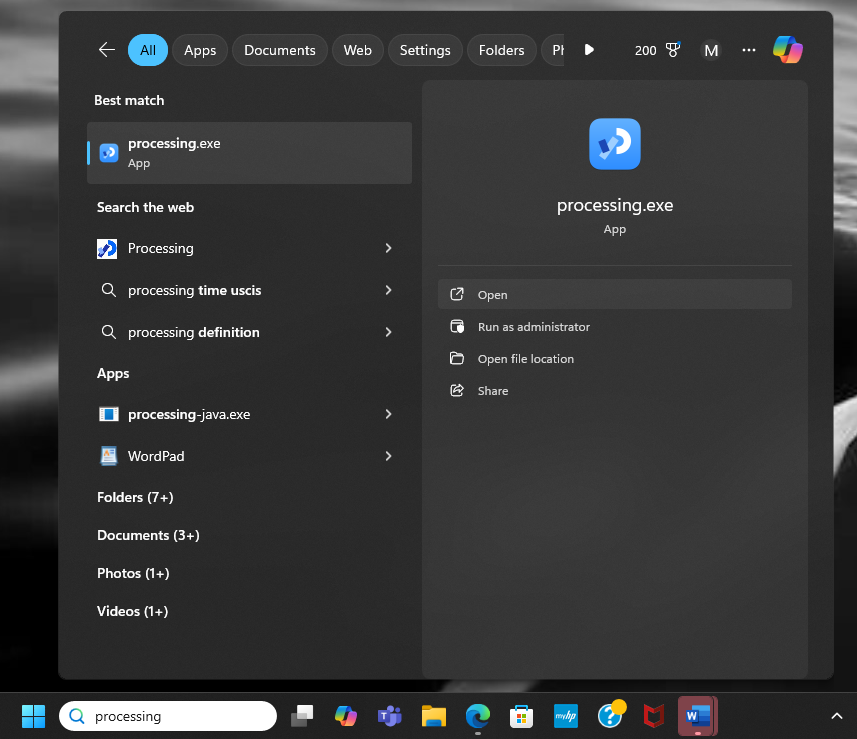 All
Apps
Documents
Web
Settings
Folders
200
M
Best match
processing.exe
App
Search the web
Processing
processing time uscis
processing definition
Apps
processing-java.exe
WordPad
Folders (7+)
Documents (3+)
Photos (1+)
Videos (1+)
processing.exe
App
Open
Run as administrator
Open file location
Share
processing
myhp
W